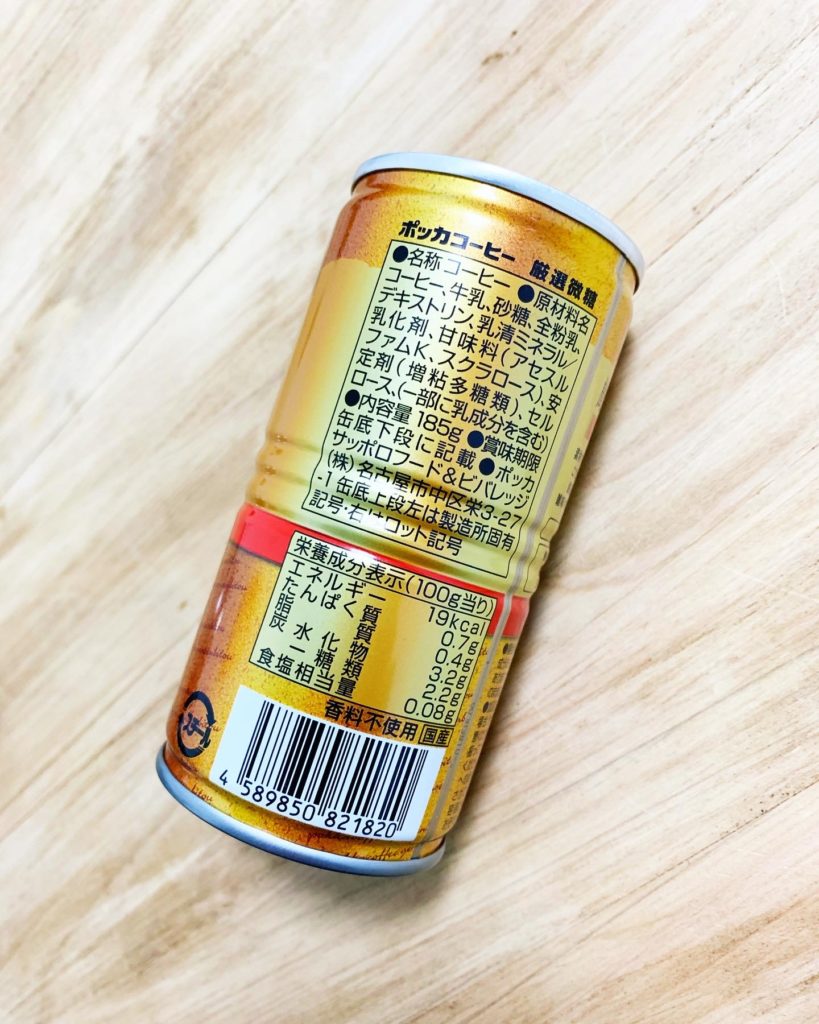 ポッカコーヒー 厳選微糖
●名称 コーヒー ●原材料名
コーヒー、牛乳、砂糖、全粉乳、
デキストリン、乳清ミネラル/
乳化剤、甘味料(アセスル
ファムK、スクラロース)、安
定剤(増粘多糖類)、セル
ロース、(一部に乳成分を含む)
●内容量 185g ●賞味期限
缶底下段に記載 ●ポッカ
サッポロフード&ビバレッジ
(株) 名古屋市中区栄3-27
-1 缶底上段左は製造所固有
記号・右はロット記号
栄養成分表示(100g当り)
エネルギー 19kcal
たんぱく質 0.7g
脂質 0.4g
炭水化物 3.2g
－糖類 2.2g
食塩相当量 0.08g
香料不使用 国産
スチール
4 589850 821820